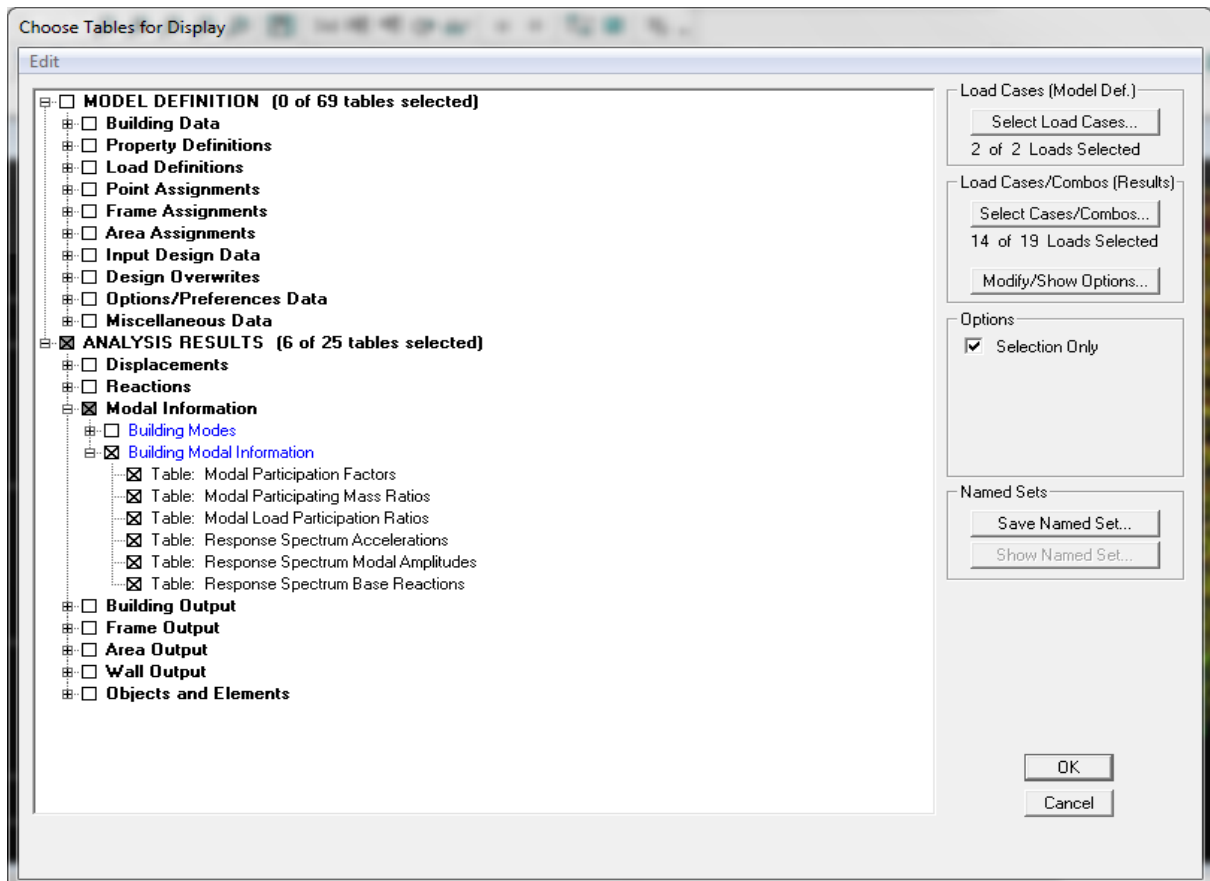 Choose Tables for Display
Edit
MODEL DEFINITION (0 of 69 tables selected)
Building Data
Property Definitions
Load Definitions
Point Assignments
Frame Assignments
Area Assignments
Input Design Data
Design Overwrites
Options/Preferences Data
Miscellaneous Data
ANALYSIS RESULTS (6 of 25 tables selected)
Displacements
Reactions
Modal Information
Building Modes
Building Modal Information
Table: Modal Participation Factors
Table: Modal Participating Mass Ratios
Table: Modal Load Participation Ratios
Table: Response Spectrum Accelerations
Table: Response Spectrum Modal Amplitudes
Table: Response Spectrum Base Reactions
Building Output
Frame Output
Area Output
Wall Output
Objects and Elements
Load Cases (Model Def.)
Select Load Cases...
2 of 2 Loads Selected
Load Cases/Combos (Results)
Select Cases/Combos...
14 of 19 Loads Selected
Modify/Show Options...
Options
Selection Only
Named Sets
Save Named Set...
Show Named Set...
OK
Cancel